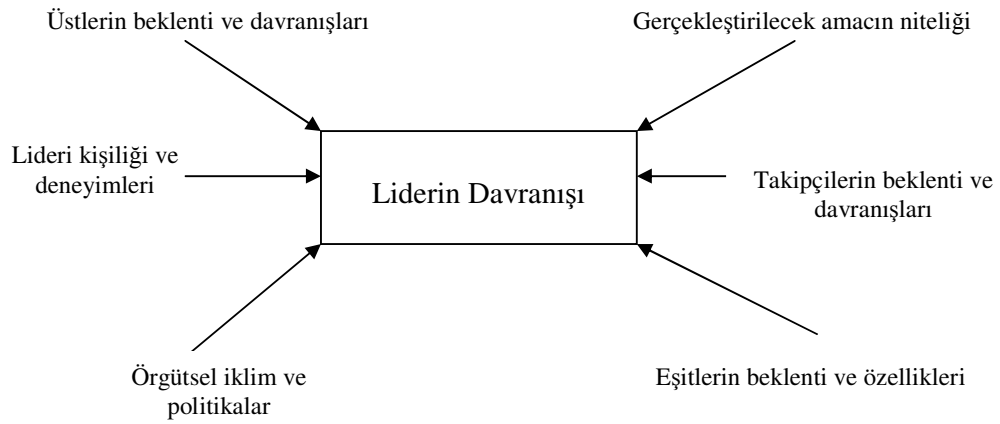 Üstlerin beklenti ve davranışları
Gerçekleştirilecek amacın niteliği
Lideri kişiliği ve
deneyimleri
Liderin Davranışı
Takipçilerin beklenti ve
davranışları
Örgütsel iklim ve
politikalar
Eşitlerin beklenti ve özellikleri